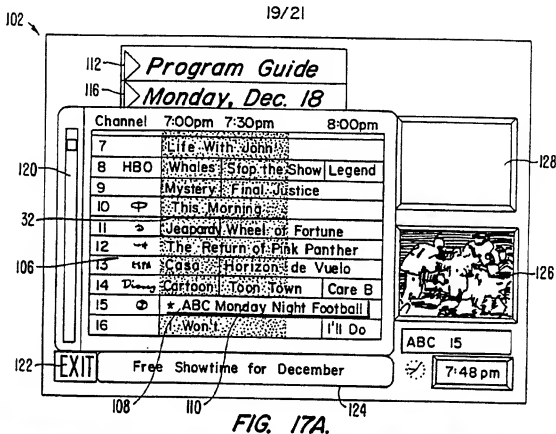 19/21
102
112
Program Guide
116
Monday, Dec. 18
Channel 7:00pm 7:30pm 8:00pm
7 Life With John
8 HBO Whales Stop the Show Legend
9 Mystery Final Justice
10 This Morning
11 Jeapardy Wheel of Fortune
12 The Return of Pink Panther
13 Casa Horizon de Vuelo
14 Disney Cartoon Toon Town Care B
15 ★ ABC Monday Night Football
16 I Won't I'll Do
120
32
106
128
126
ABC 15
7:48pm
122
EXIT
Free Showtime for December
108
110
124
FIG. 17A.